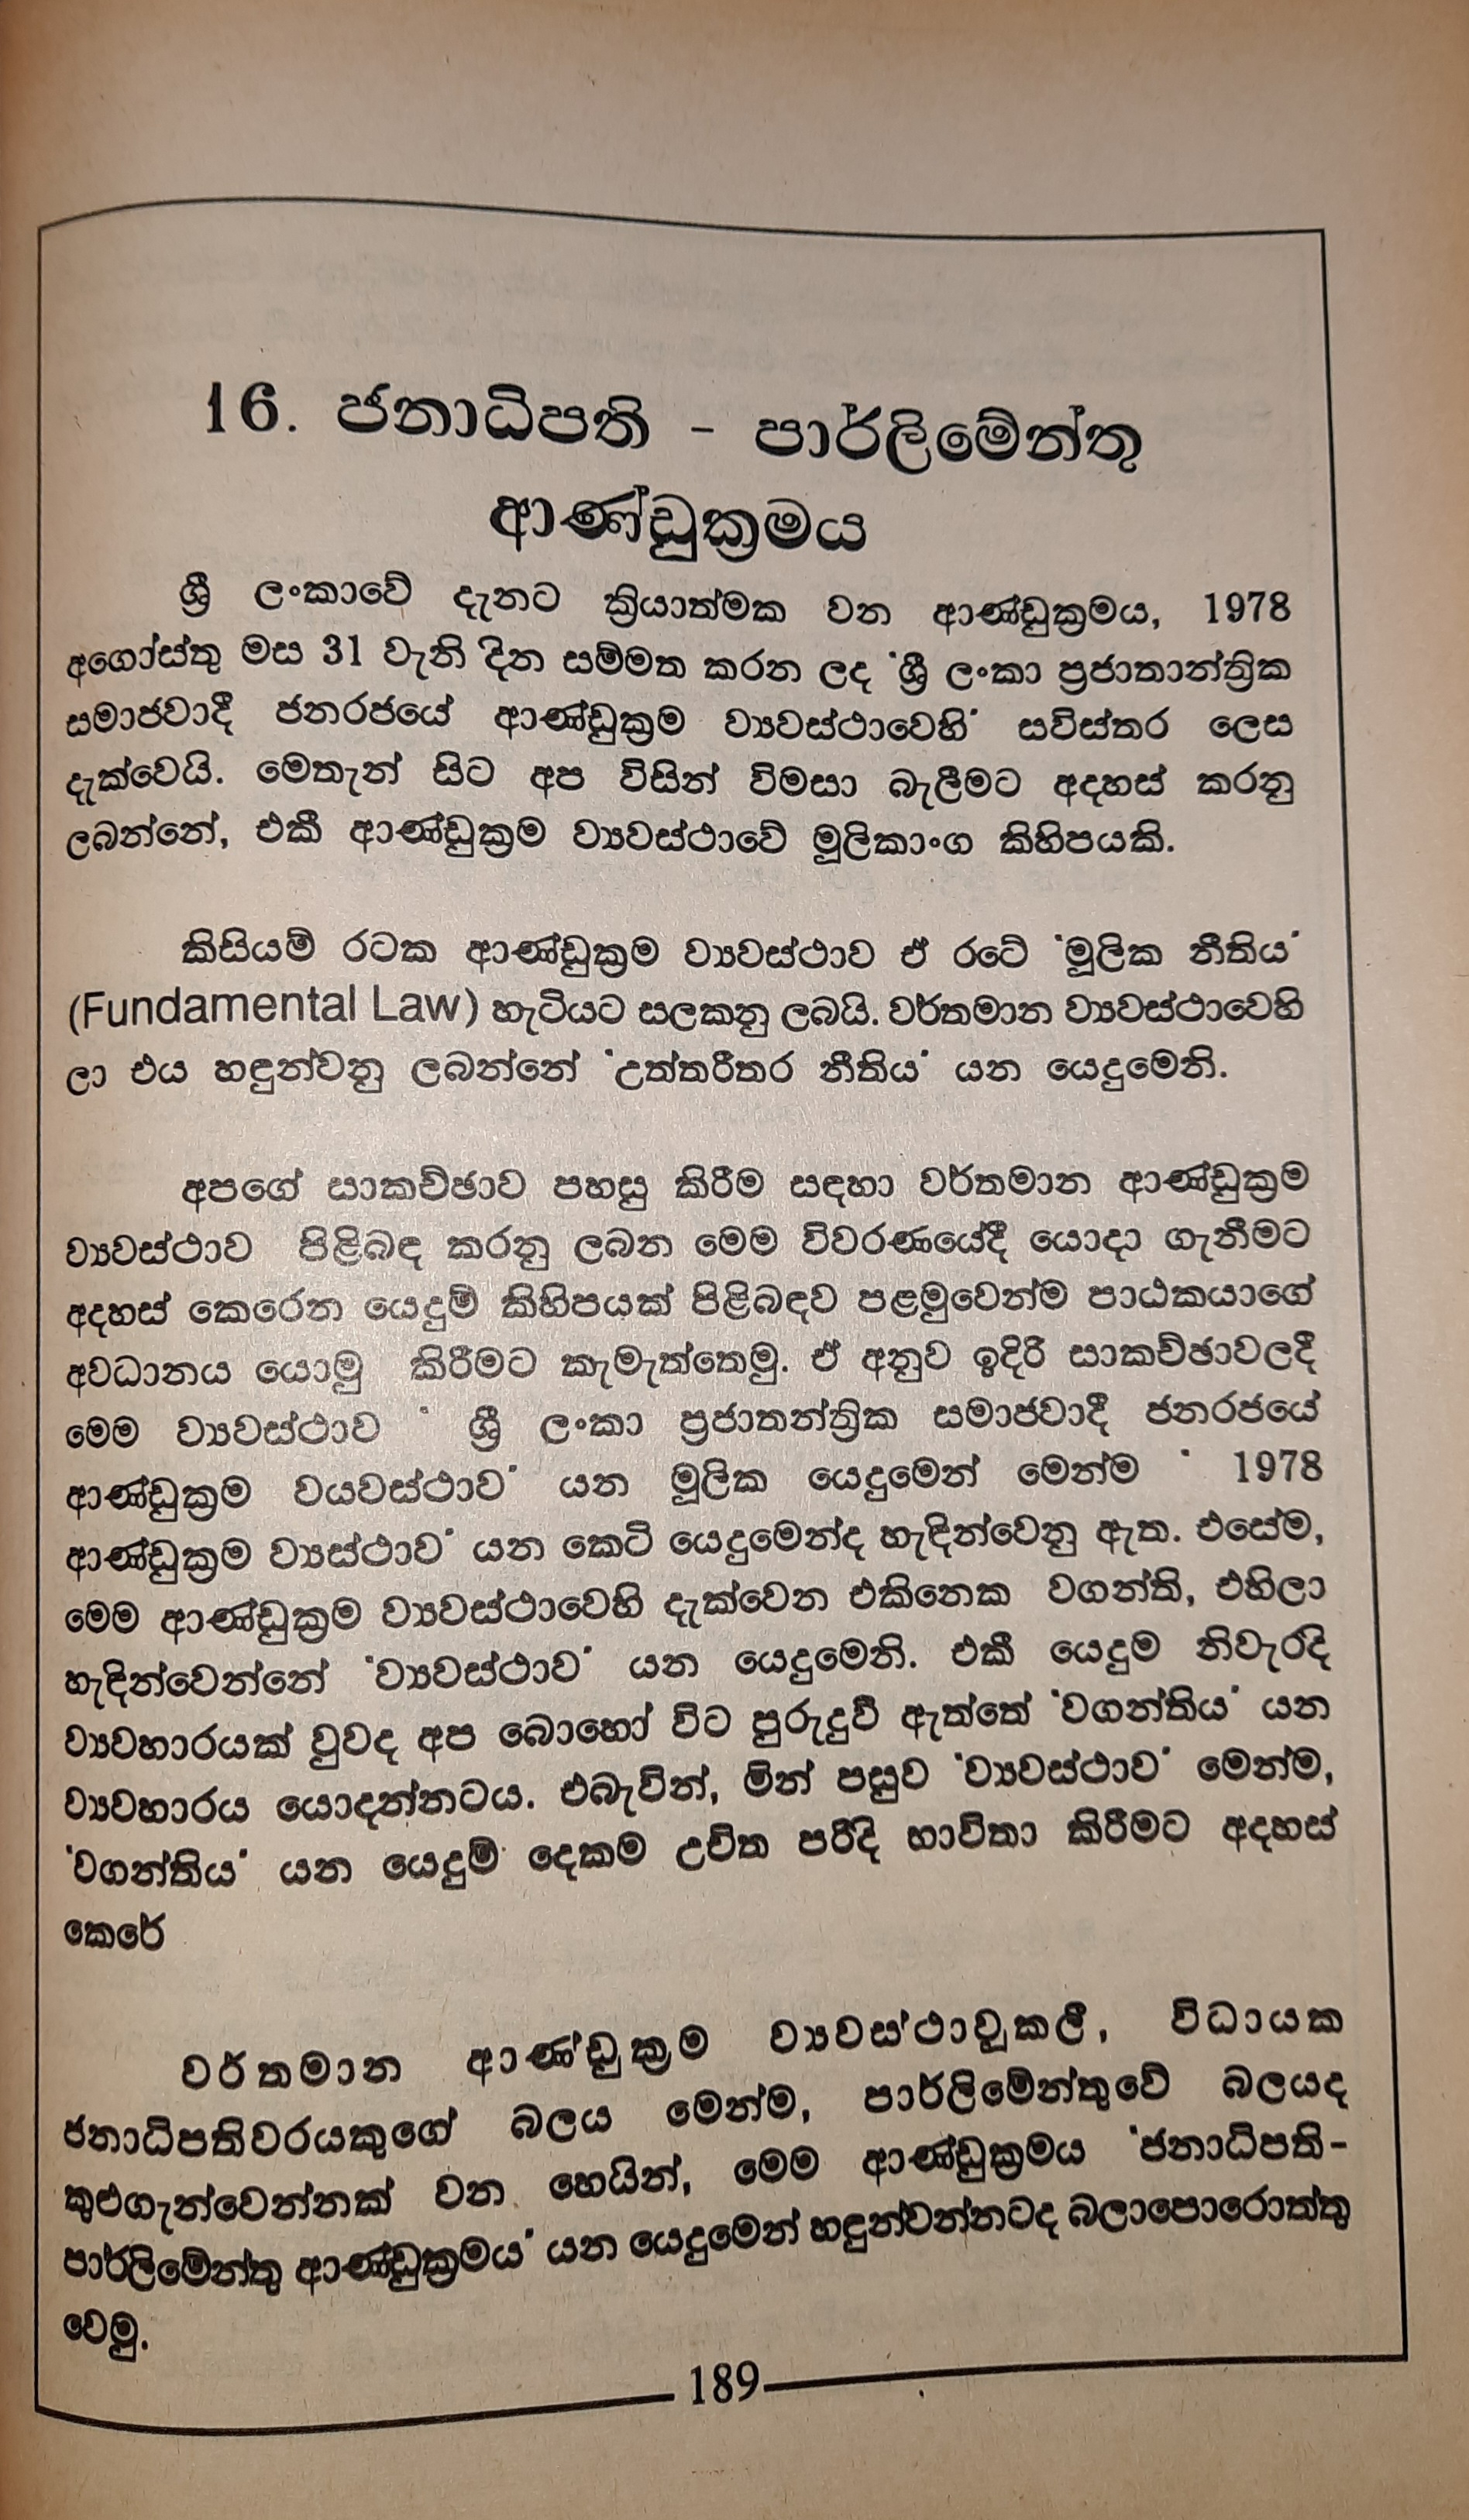 16. ජනාධිපති - පාර්ලිමේන්තු
ආණ්ඩුක්‍රමය
ශ්‍රී ලංකාවේ දැනට ක්‍රියාත්මක වන ආණ්ඩුක්‍රමය, 1978
අගෝස්තු මස 31 වැනි දින සම්මත කරන ලද 'ශ්‍රී ලංකා ප්‍රජාතාන්ත්‍රික
සමාජවාදී ජනරජයේ ආණ්ඩුක්‍රම ව්‍යවස්ථාවෙහි' සවිස්තර ලෙස
දැක්වෙයි. මෙතැන් සිට අප විසින් විමසා බැලීමට අදහස් කරනු
ලබන්නේ, එකී ආණ්ඩුක්‍රම ව්‍යවස්ථාවේ මූලිකාංග කිහිපයකි.
කිසියම් රටක ආණ්ඩුක්‍රම ව්‍යවස්ථාව ඒ රටේ 'මූලික නීතිය'
(Fundamental Law) හැටියට සලකනු ලබයි. වර්තමාන ව්‍යවස්ථාවෙහි
ලා එය හඳුන්වනු ලබන්නේ 'උත්තරීතර නීතිය' යන යෙදුමෙනි.
අපගේ සාකච්ඡාව පහසු කිරීම සඳහා වර්තමාන ආණ්ඩුක්‍රම
ව්‍යවස්ථාව පිළිබඳ කරනු ලබන මෙම විවරණයේදී යොදා ගැනීමට
අදහස් කෙරෙන යෙදුම් කිහිපයක් පිළිබඳව පළමුවෙන්ම පාඨකයාගේ
අවධානය යොමු කිරීමට කැමැත්තෙමු. ඒ අනුව ඉදිරි සාකච්ඡාවලදී
මෙම ව්‍යවස්ථාව ' ශ්‍රී ලංකා ප්‍රජාතන්ත්‍රික සමාජවාදී ජනරජයේ
ආණ්ඩුක්‍රම වයවස්ථාව' යන මූලික යෙදුමෙන් මෙන්ම ' 1978
ආණ්ඩුක්‍රම ව්‍යස්ථාව' යන කෙටි යෙදුමෙන්ද හැඳින්වෙනු ඇත. එසේම,
මෙම ආණ්ඩුක්‍රම ව්‍යවස්ථාවෙහි දැක්වෙන එකිනෙක වගන්ති, එහිලා
හැඳින්වෙන්නේ 'ව්‍යවස්ථාව' යන යෙදුමෙනි. එකී යෙදුම නිවැරදි
ව්‍යවහාරයක් වුවද අප බොහෝ විට පුරුදුවී ඇත්තේ 'වගන්තිය' යන
ව්‍යවහාරය යොදන්නටය. එබැවින්, මින් පසුව 'ව්‍යවස්ථාව' මෙන්ම,
'වගන්තිය' යන යෙදුම් දෙකම උචිත පරිදි භාවිතා කිරීමට අදහස්
කෙරේ
වර්තමාන ආණ්ඩුක්‍රම ව්‍යවස්ථාවූකලී, විධායක
ජනාධිපතිවරයකුගේ බලය මෙන්ම, පාර්ලිමේන්තුවේ බලයද
කුළුගැන්වෙන්නක් වන හෙයින්, මෙම ආණ්ඩුක්‍රමය 'ජනාධිපති-
පාර්ලිමේන්තු ආණ්ඩුක්‍රමය' යන යෙදුමෙන් හඳුන්වන්නටද බලාපොරොත්තු
වෙමු.
189